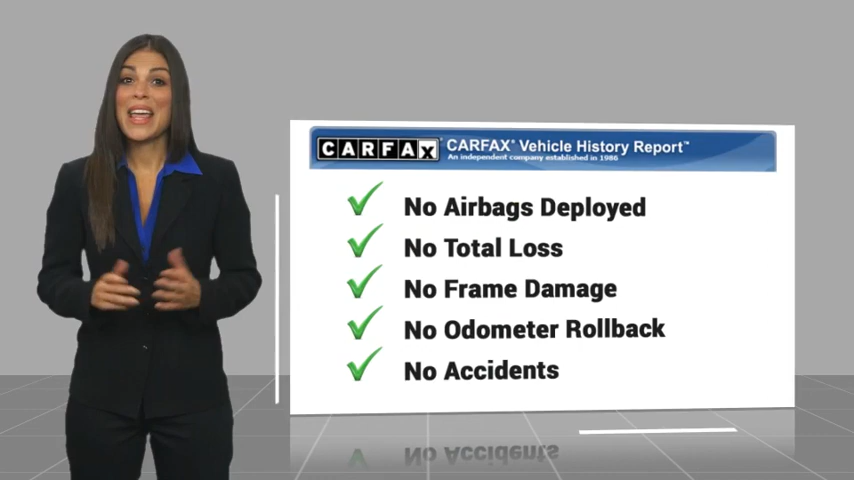 CARFAX® CARFAX® Vehicle History Report™
An independent company established in 1986
No Airbags Deployed
No Total Loss
No Frame Damage
No Odometer Rollback
No Accidents
No Accidents